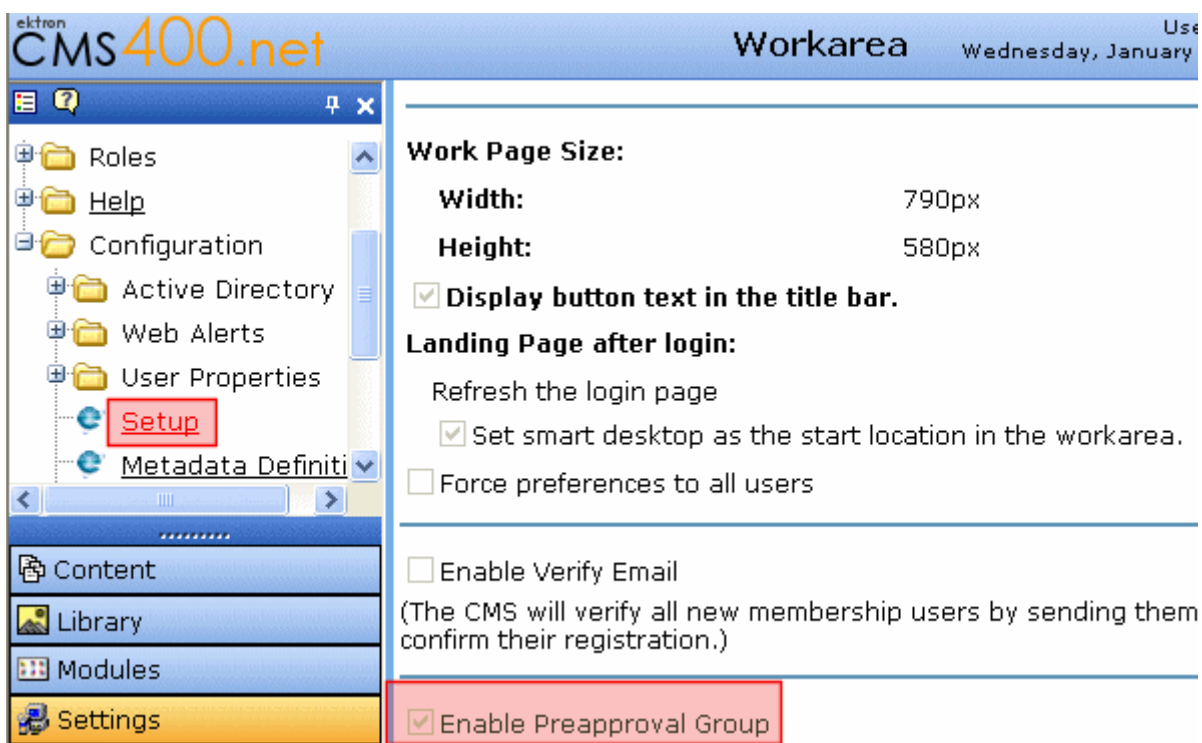 ektron
CMS400.net
Workarea
Use
Wednesday, January
Roles
Help
Configuration
Active Directory
Web Alerts
User Properties
Setup
Metadata Definiti
Content
Library
Modules
Settings
Work Page Size:
Width: 790px
Height: 580px
Display button text in the title bar.
Landing Page after login:
Refresh the login page
Set smart desktop as the start location in the workarea.
Force preferences to all users
Enable Verify Email
(The CMS will verify all new membership users by sending them
confirm their registration.)
Enable Preapproval Group